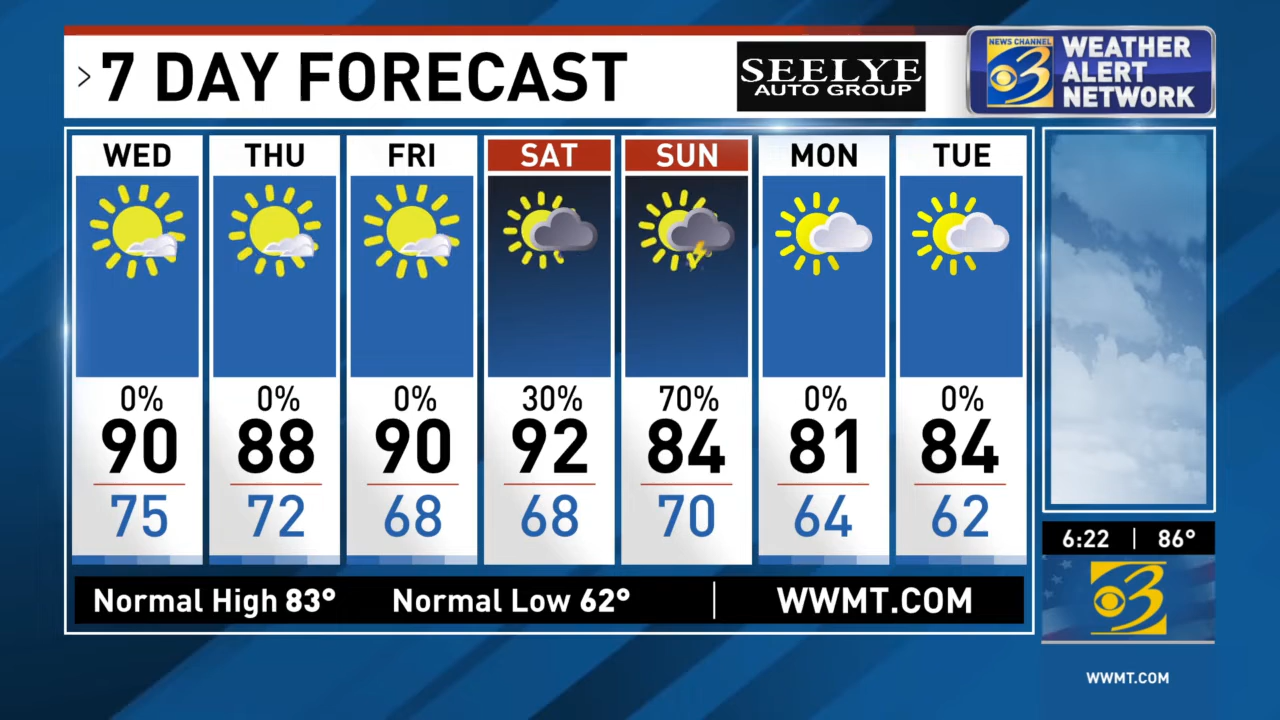 > 7 DAY FORECAST
SEELYE
AUTO GROUP
NEWS CHANNEL
3
WEATHER
ALERT
NETWORK
WED THU FRI SAT SUN MON TUE
0% 0% 0% 30% 70% 0% 0%
90 88 90 92 84 81 84
75 72 68 68 70 64 62
Normal High 83° Normal Low 62° | WWMT.COM
6:22 | 86°
3
WWMT.COM